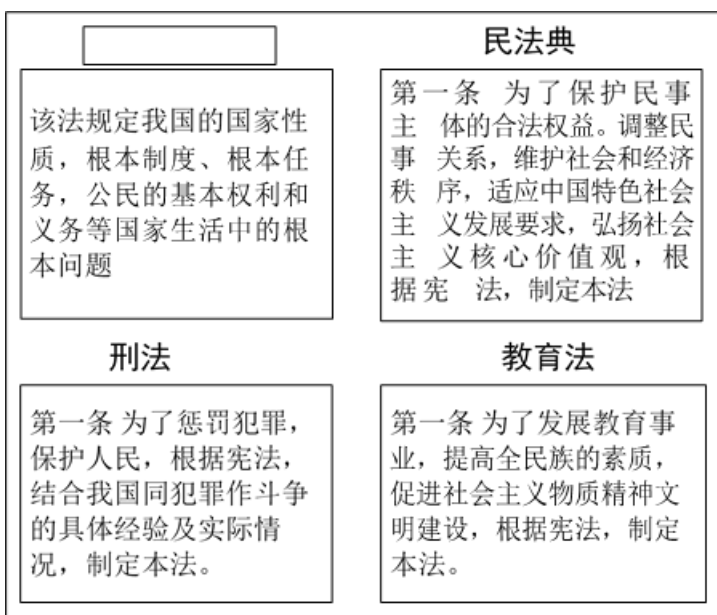 该法规定我国的国家性
质，根本制度、根本任
务，公民的基本权利和
义务等国家生活中的根
本问题
民法典
第一条 为了保护民事
主 体的合法权益。调整民
事 关系，维护社会和经济
秩 序，适应中国特色社会
主 义发展要求，弘扬社会
主 义核心价值观，根
据宪 法，制定本法
刑法
第一条 为了惩罚犯罪，
保护人民，根据宪法，
结合我国同犯罪作斗争
的具体经验及实际情
况，制定本法。
教育法
第一条 为了发展教育事
业，提高全民族的素质，
促进社会主义物质精神文
明建设，根据宪法，制定
本法。